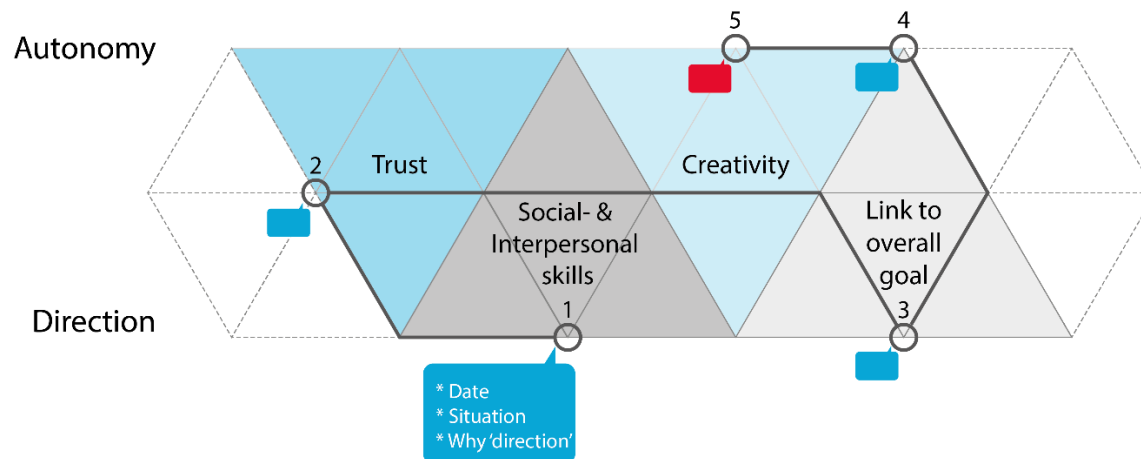 5
4
Autonomy
2
Trust
Creativity
Social- &
Interpersonal
skills
Link to
overall
goal
1
3
Direction
* Date
* Situation
* Why ‘direction’